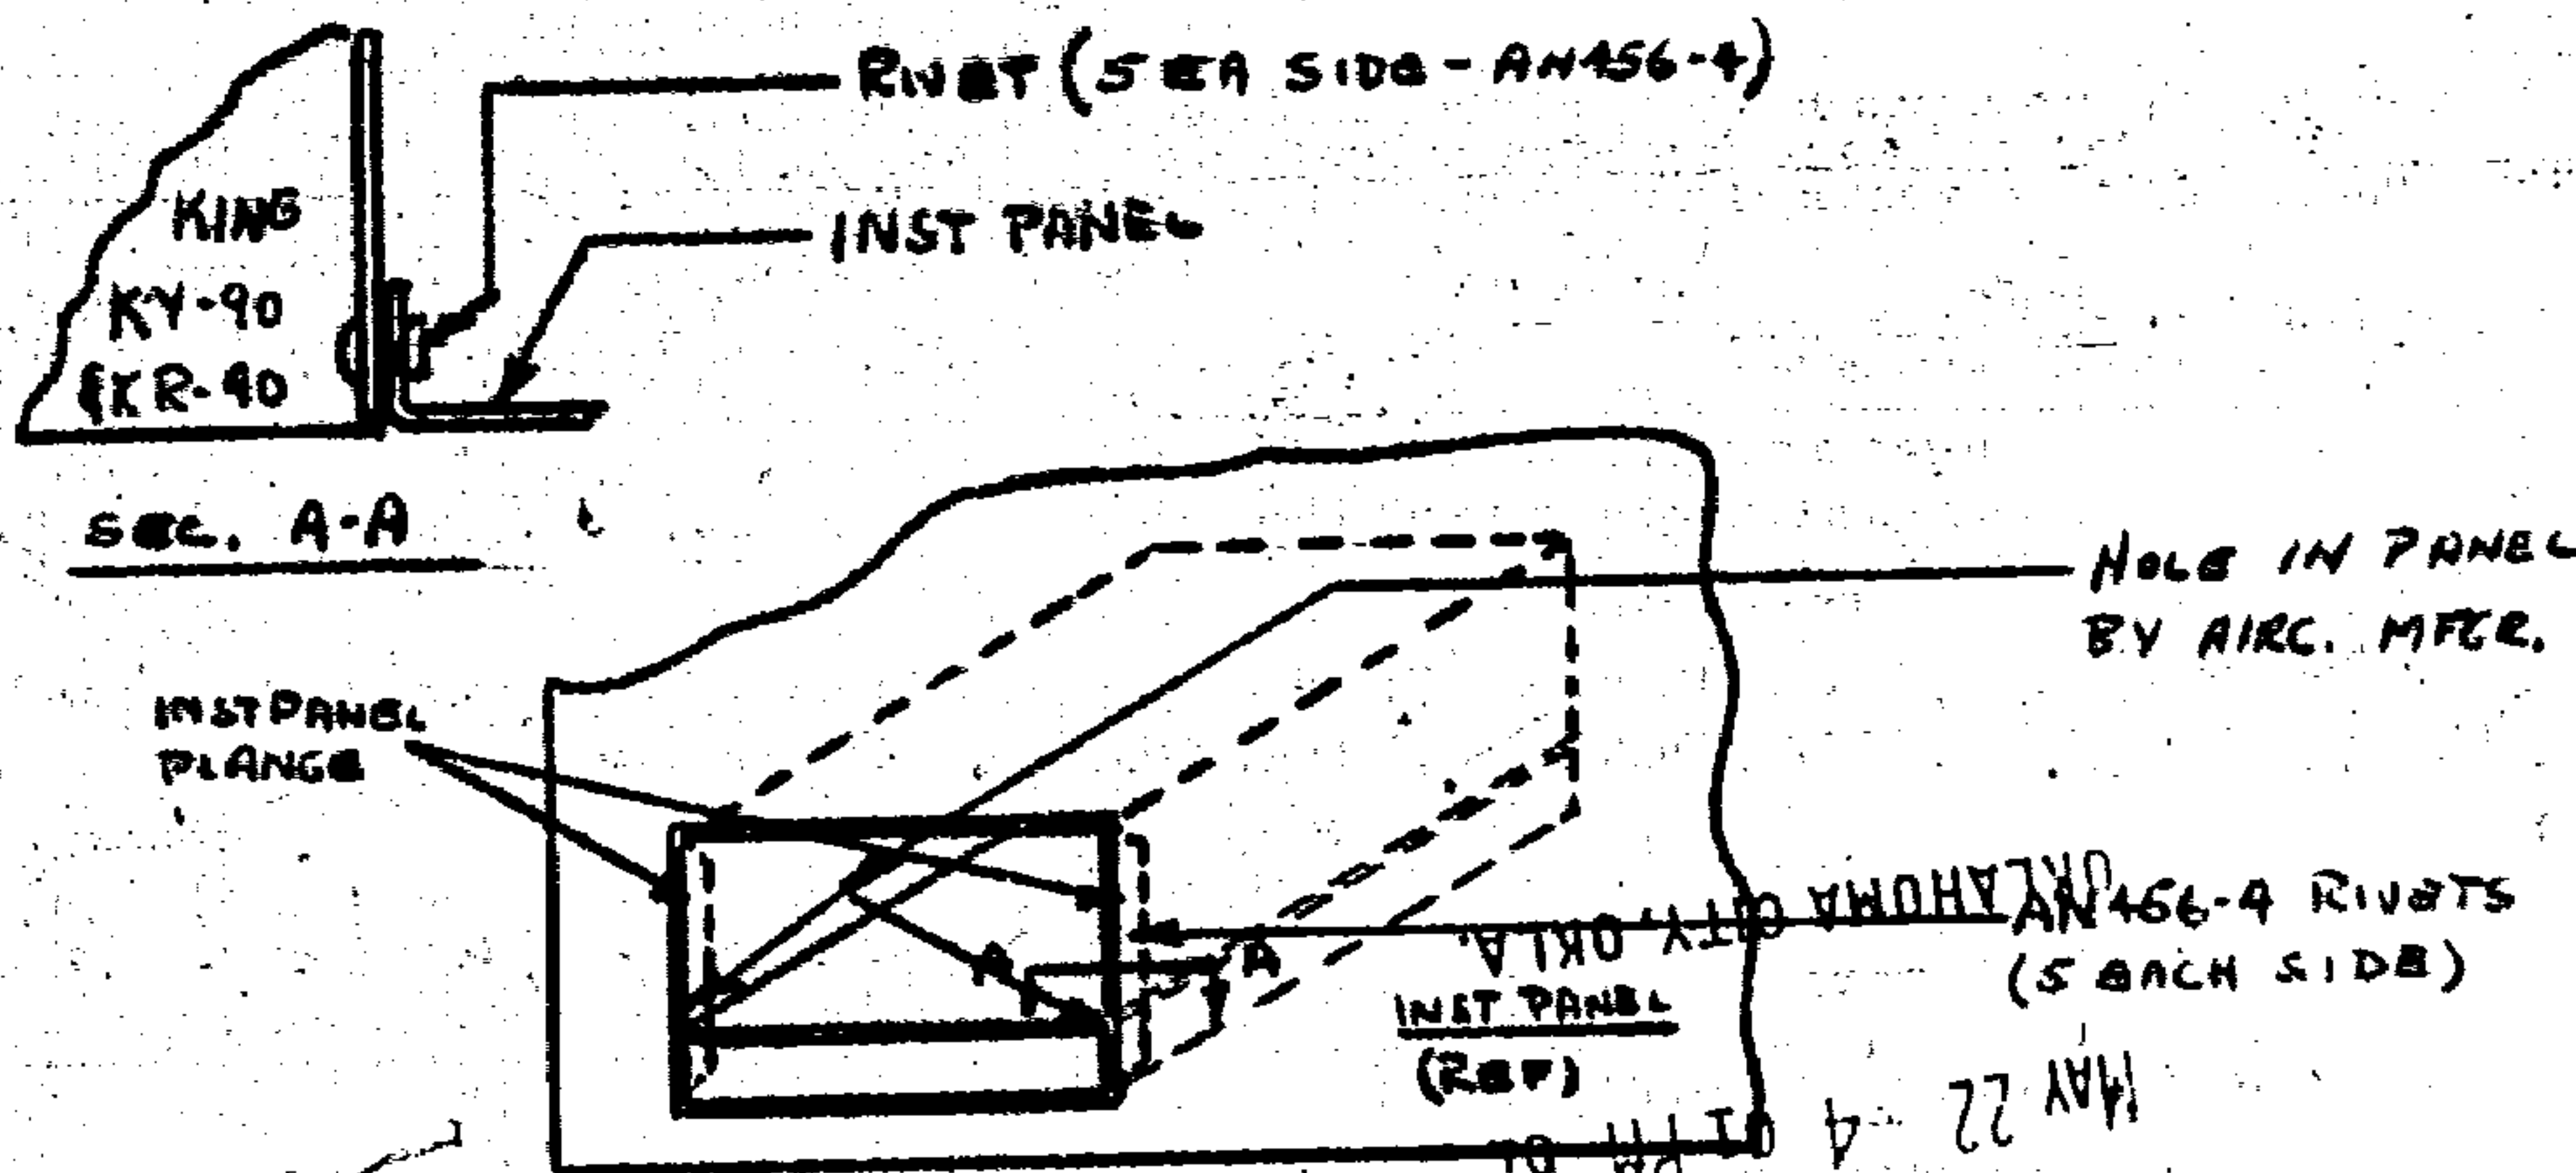 RIVET (5 EA SIDE - AN456-4)
INST PANEL
KING
KY-90
&KR-90
SEC. A-A
HOLE IN PANEL
BY AIRC. MFGR.
INST PANEL
FLANGE
A A
AN456-4 RIVETS
(5 EACH SIDE)
INST PANEL
(REF)
OKLAHOMA CITY, OKLA.
MAY 22 4